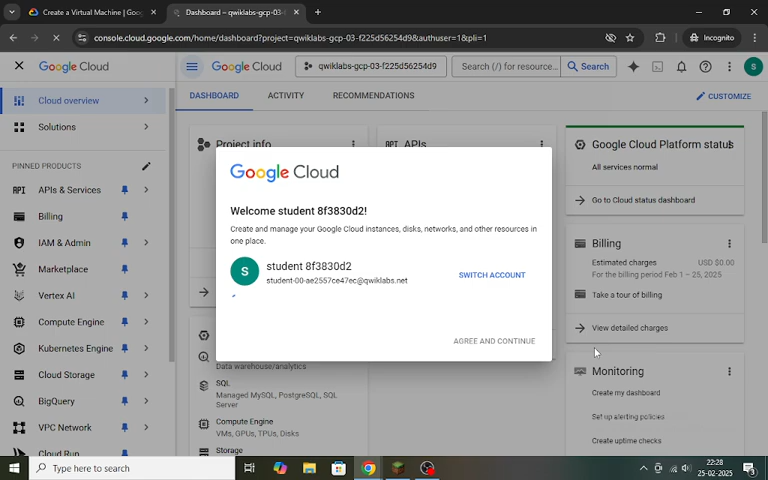 Create a Virtual Machine | Goog
Dashboard – qwiklabs-gcp-03-f2
console.cloud.google.com/home/dashboard?project=qwiklabs-gcp-03-f225d56254d9&authuser=1&pli=1
Incognito
Google Cloud
Google Cloud
qwiklabs-gcp-03-f225d56254d9
Search (/) for resource...
Search
S
Cloud overview
Solutions
PINNED PRODUCTS
APIs & Services
Billing
IAM & Admin
Marketplace
Vertex AI
Compute Engine
Kubernetes Engine
Cloud Storage
BigQuery
VPC Network
Cloud Run
DASHBOARD
ACTIVITY
RECOMMENDATIONS
CUSTOMIZE
Project info
API APIs
Google Cloud
Welcome student 8f3830d2!
Create and manage your Google Cloud instances, disks, networks, and other resources in
one place.
S
student 8f3830d2
student-00-ae2557ce47ec@qwiklabs.net
SWITCH ACCOUNT
AGREE AND CONTINUE
Data warehouse/analytics
SQL
Managed MySQL, PostgreSQL, SQL
Server
Compute Engine
VMs, GPUs, TPUs, Disks
Storage
Google Cloud Platform status
All services normal
Go to Cloud status dashboard
Billing
Estimated charges
USD $0.00
For the billing period Feb 1 – 25, 2025
Take a tour of billing
View detailed charges
Monitoring
Create my dashboard
Set up alerting policies
Create uptime checks
Type here to search
22:28
25-02-2025
3